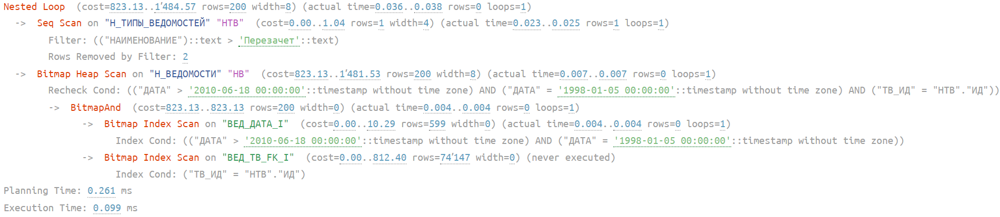 Nested Loop  (cost=823.13..1′484.57 rows=200 width=8) (actual time=0.036..0.038 rows=0 loops=1)
  ->  Seq Scan on "Н_ТИПЫ_ВЕДОМОСТЕЙ" "НТВ"  (cost=0.00..1.04 rows=1 width=4) (actual time=0.023..0.025 rows=1 loops=1)
        Filter: (("НАИМЕНОВАНИЕ")::text > 'Перезачет'::text)
        Rows Removed by Filter: 2
  ->  Bitmap Heap Scan on "Н_ВЕДОМОСТИ" "НВ"  (cost=823.13..1′481.53 rows=200 width=8) (actual time=0.007..0.007 rows=0 loops=1)
        Recheck Cond: (("ДАТА" > '2010-06-18 00:00:00'::timestamp without time zone) AND ("ДАТА" = '1998-01-05 00:00:00'::timestamp without time zone) AND ("ТВ_ИД" = "НТВ"."ИД"))
        ->  BitmapAnd  (cost=823.13..823.13 rows=200 width=0) (actual time=0.004..0.004 rows=0 loops=1)
              ->  Bitmap Index Scan on "ВЕД_ДАТА_I"  (cost=0.00..10.29 rows=599 width=0) (actual time=0.004..0.004 rows=0 loops=1)
                    Index Cond: (("ДАТА" > '2010-06-18 00:00:00'::timestamp without time zone) AND ("ДАТА" = '1998-01-05 00:00:00'::timestamp without time zone))
              ->  Bitmap Index Scan on "ВЕД_ТВ_FK_I"  (cost=0.00..812.40 rows=74′147 width=0) (never executed)
                    Index Cond: ("ТВ_ИД" = "НТВ"."ИД")
Planning Time: 0.261 ms
Execution Time: 0.099 ms